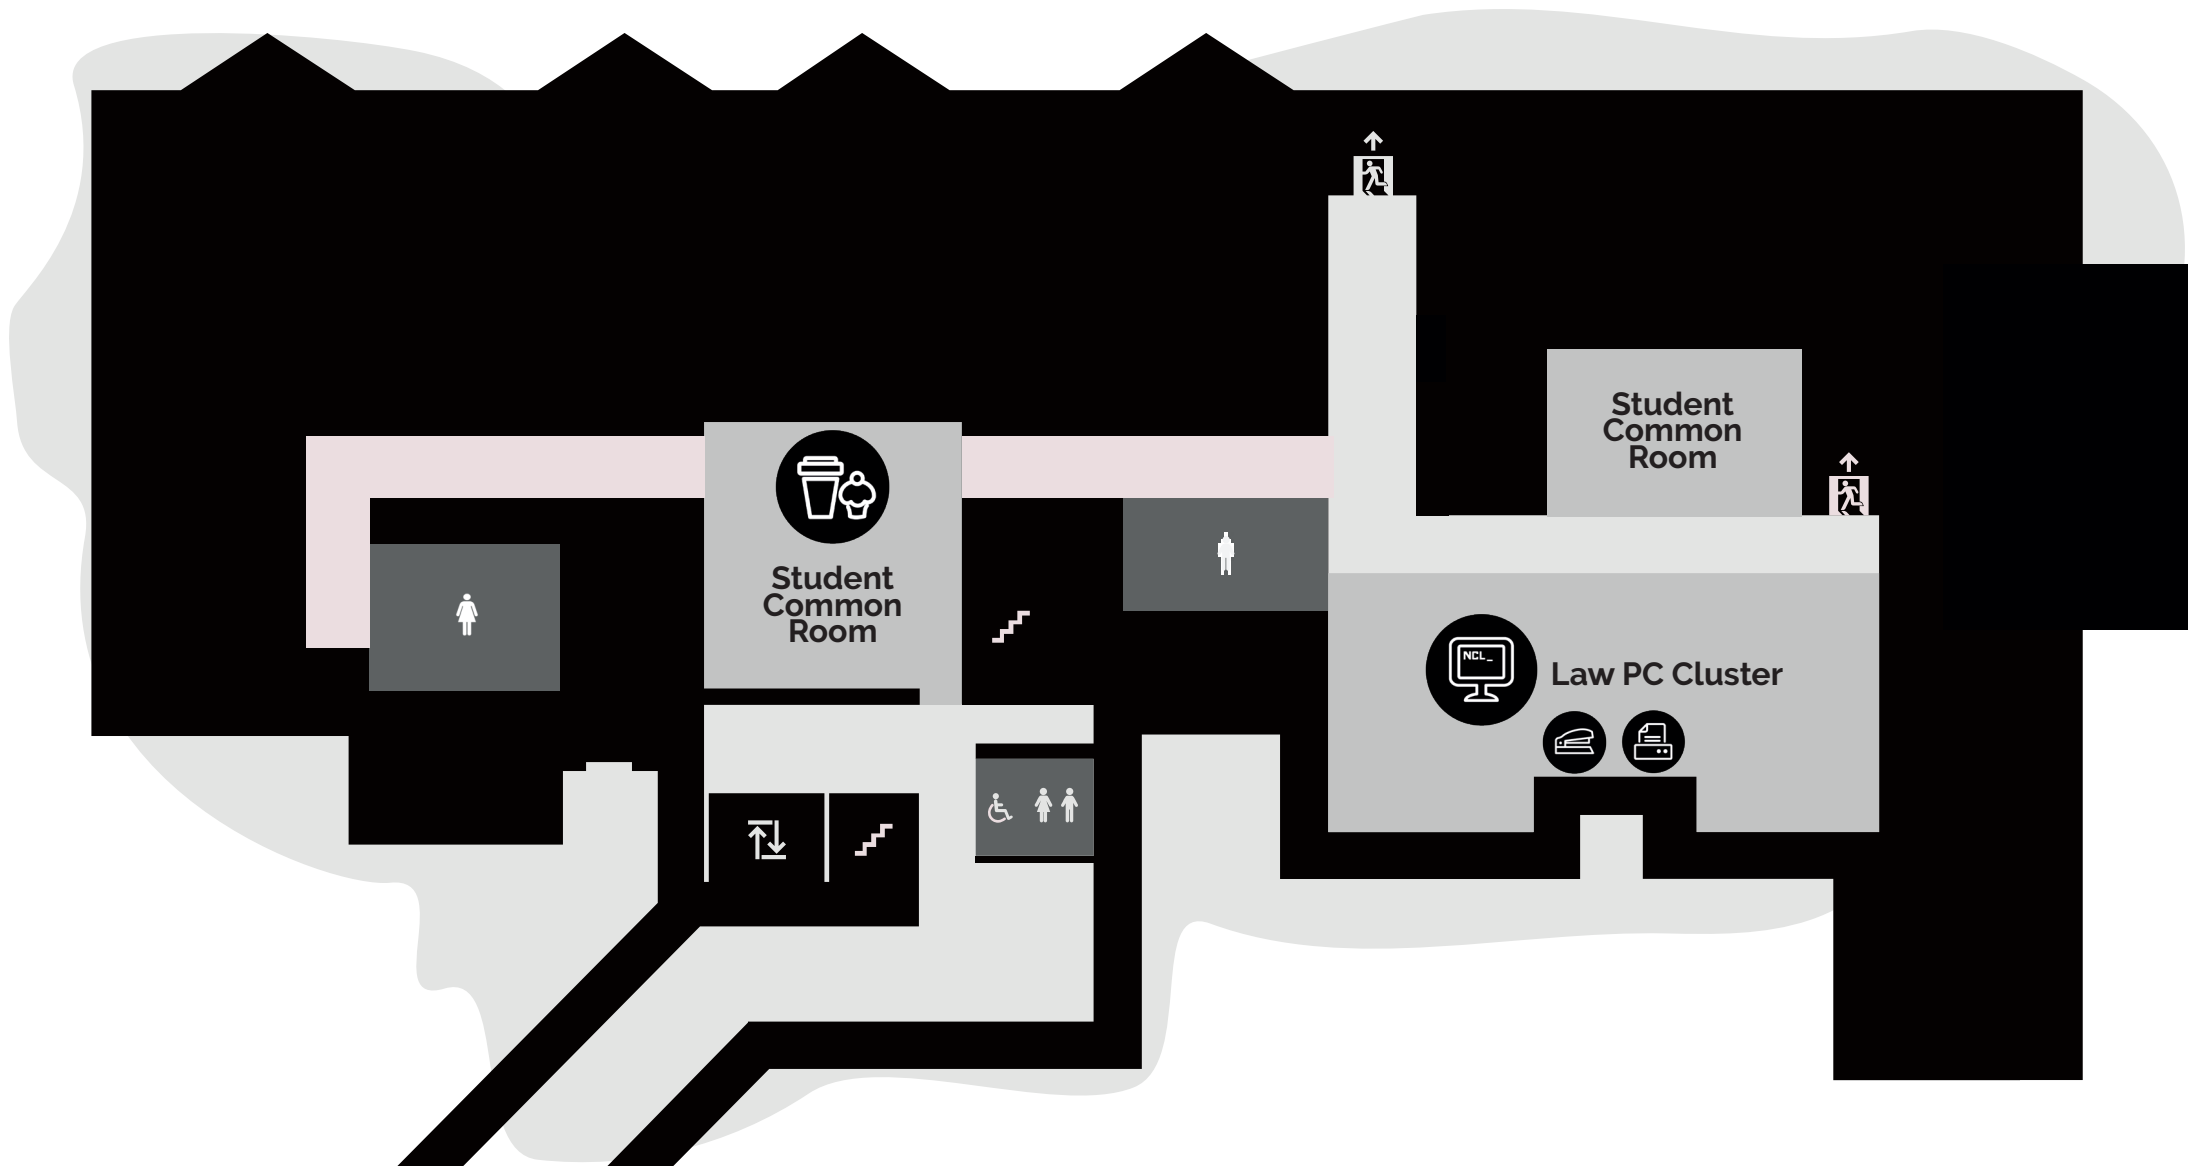 Student
Common
Room
Student
Common
Room
NCL_
Law PC Cluster